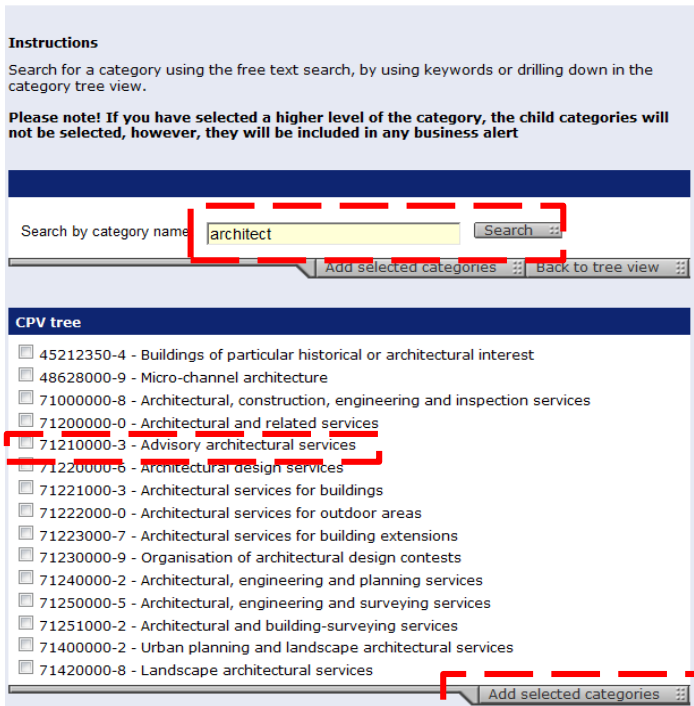 Instructions
Search for a category using the free text search, by using keywords or drilling down in the
category tree view.
Please note! If you have selected a higher level of the category, the child categories will
not be selected, however, they will be included in any business alert
Search by category name architect Search
Add selected categories Back to tree view
CPV tree
45212350-4 - Buildings of particular historical or architectural interest
48628000-9 - Micro-channel architecture
71000000-8 - Architectural, construction, engineering and inspection services
71200000-0 - Architectural and related services
71210000-3 - Advisory architectural services
71220000-6 - Architectural design services
71221000-3 - Architectural services for buildings
71222000-0 - Architectural services for outdoor areas
71223000-7 - Architectural services for building extensions
71230000-9 - Organisation of architectural design contests
71240000-2 - Architectural, engineering and planning services
71250000-5 - Architectural, engineering and surveying services
71251000-2 - Architectural and building-surveying services
71400000-2 - Urban planning and landscape architectural services
71420000-8 - Landscape architectural services
Add selected categories